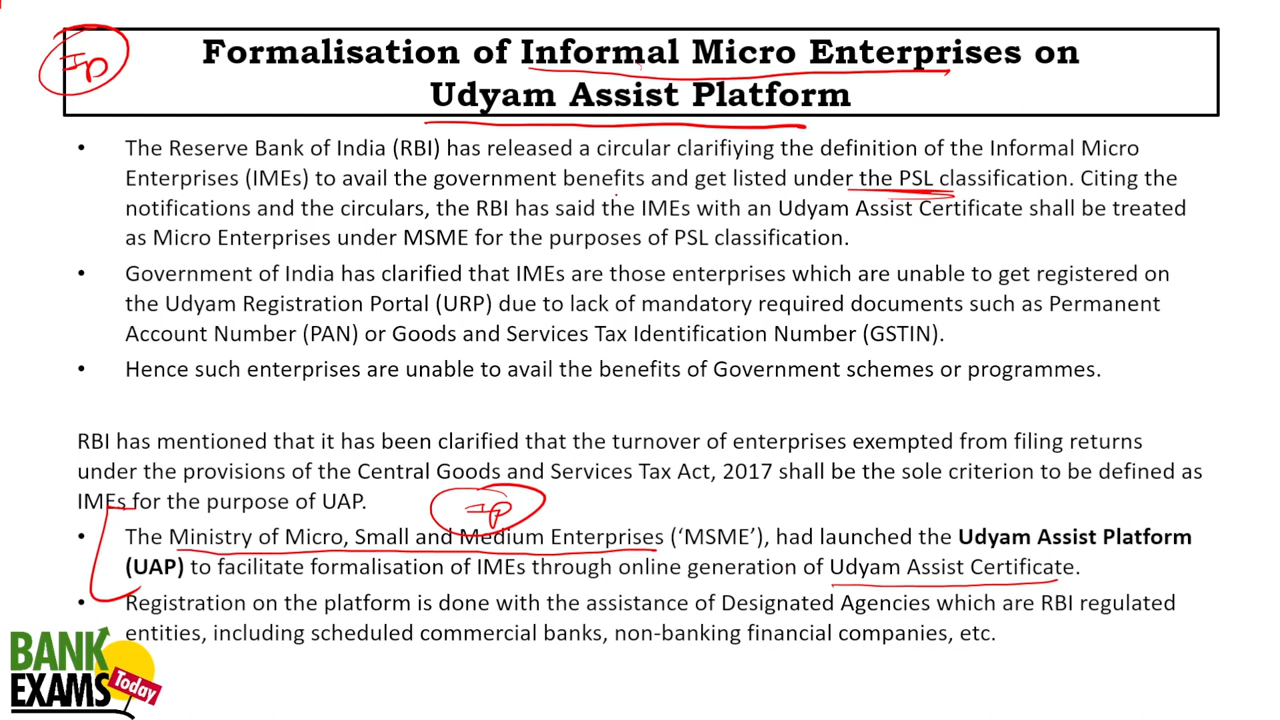 Ip
Formalisation of Informal Micro Enterprises on
Udyam Assist Platform
• The Reserve Bank of India (RBI) has released a circular clarifiying the definition of the Informal Micro
Enterprises (IMEs) to avail the government benefits and get listed under the PSL classification. Citing the
notifications and the circulars, the RBI has said the IMEs with an Udyam Assist Certificate shall be treated
as Micro Enterprises under MSME for the purposes of PSL classification.
• Government of India has clarified that IMEs are those enterprises which are unable to get registered on
the Udyam Registration Portal (URP) due to lack of mandatory required documents such as Permanent
Account Number (PAN) or Goods and Services Tax Identification Number (GSTIN).
• Hence such enterprises are unable to avail the benefits of Government schemes or programmes.
RBI has mentioned that it has been clarified that the turnover of enterprises exempted from filing returns
under the provisions of the Central Goods and Services Tax Act, 2017 shall be the sole criterion to be defined as
IMEs for the purpose of UAP.
Ip
• The Ministry of Micro, Small and Medium Enterprises (‘MSME’), had launched the Udyam Assist Platform
(UAP) to facilitate formalisation of IMEs through online generation of Udyam Assist Certificate.
• Registration on the platform is done with the assistance of Designated Agencies which are RBI regulated
entities, including scheduled commercial banks, non-banking financial companies, etc.
BANK
EXAMS
Today